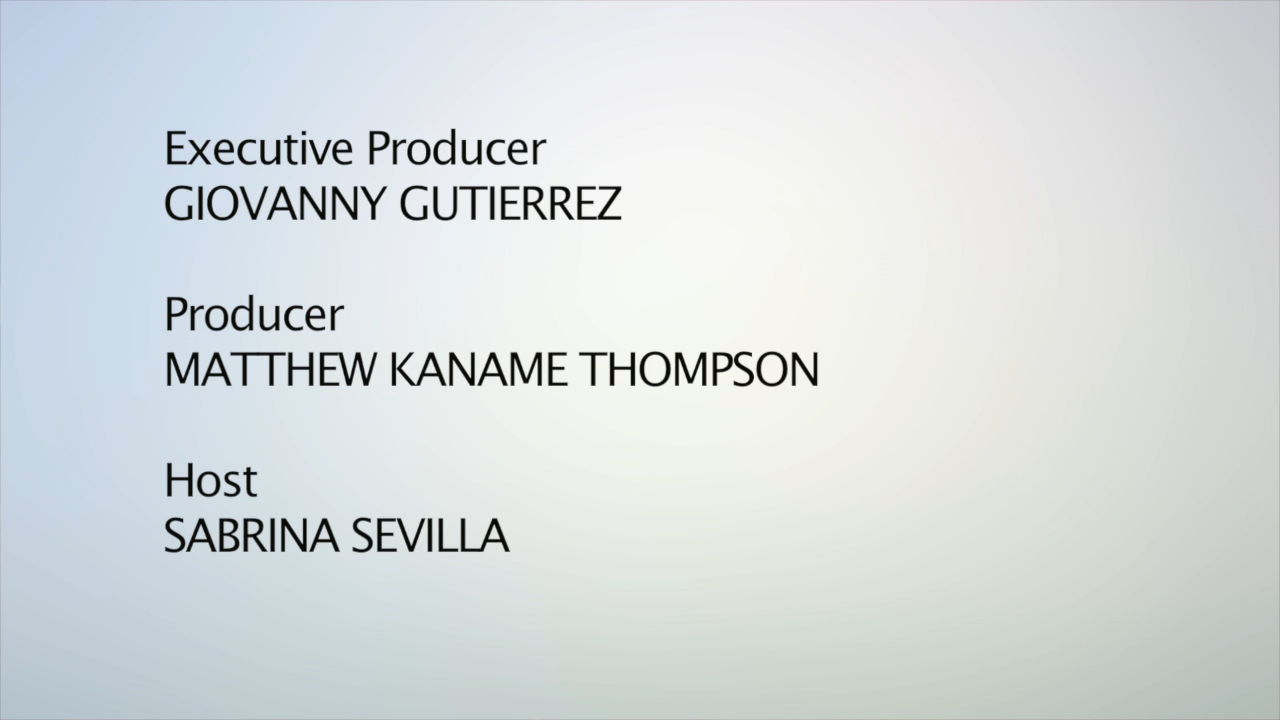 Executive Producer
GIOVANNY GUTIERREZ
Producer
MATTHEW KANAME THOMPSON
Host
SABRINA SEVILLA